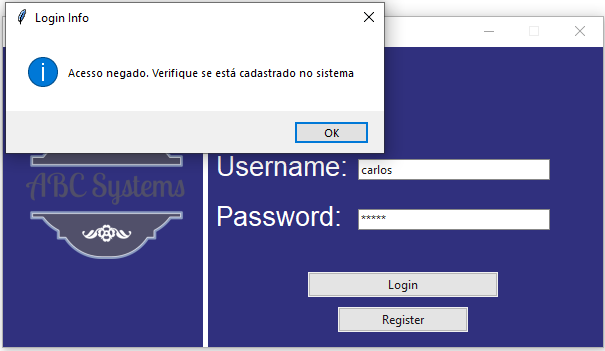 Login Info
Acesso negado. Verifique se está cadastrado no sistema
OK
ABC Systems
Username: carlos
Password: *****
Login
Register